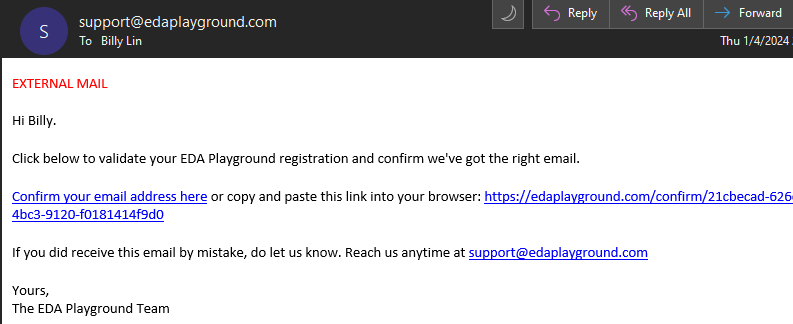 S
support@edaplayground.com
To Billy Lin
Reply
Reply All
Forward
Thu 1/4/2024
EXTERNAL MAIL
Hi Billy.
Click below to validate your EDA Playground registration and confirm we've got the right email.
Confirm your email address here or copy and paste this link into your browser: https://edaplayground.com/confirm/21cbecad-626
4bc3-9120-f0181414f9d0
If you did receive this email by mistake, do let us know. Reach us anytime at support@edaplayground.com
Yours,
The EDA Playground Team